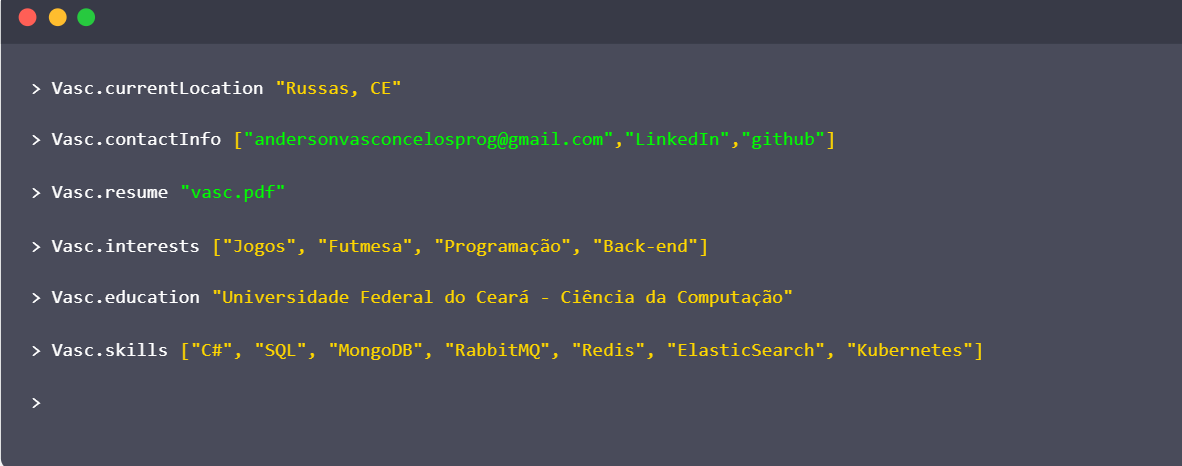 > Vasc.currentLocation "Russas, CE"
> Vasc.contactInfo ["andersonvasconcelosprog@gmail.com","LinkedIn","github"]
> Vasc.resume "vasc.pdf"
> Vasc.interests ["Jogos", "Futmesa", "Programação", "Back-end"]
> Vasc.education "Universidade Federal do Ceará - Ciência da Computação"
> Vasc.skills ["C#", "SQL", "MongoDB", "RabbitMQ", "Redis", "ElasticSearch", "Kubernetes"]
>